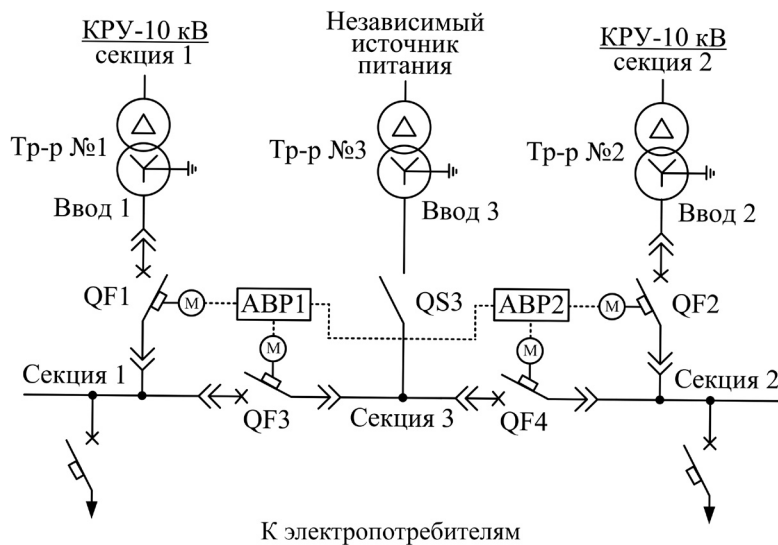 КРУ-10 кВ
секция 1
Независимый
источник
питания
КРУ-10 кВ
секция 2
Тр-р №1
Тр-р №3
Тр-р №2
Ввод 1
Ввод 3
Ввод 2
QF1
М
АВР1
QS3
АВР2
М
QF2
М
М
Секция 1
Секция 2
QF3
Секция 3
QF4
К электропотребителям